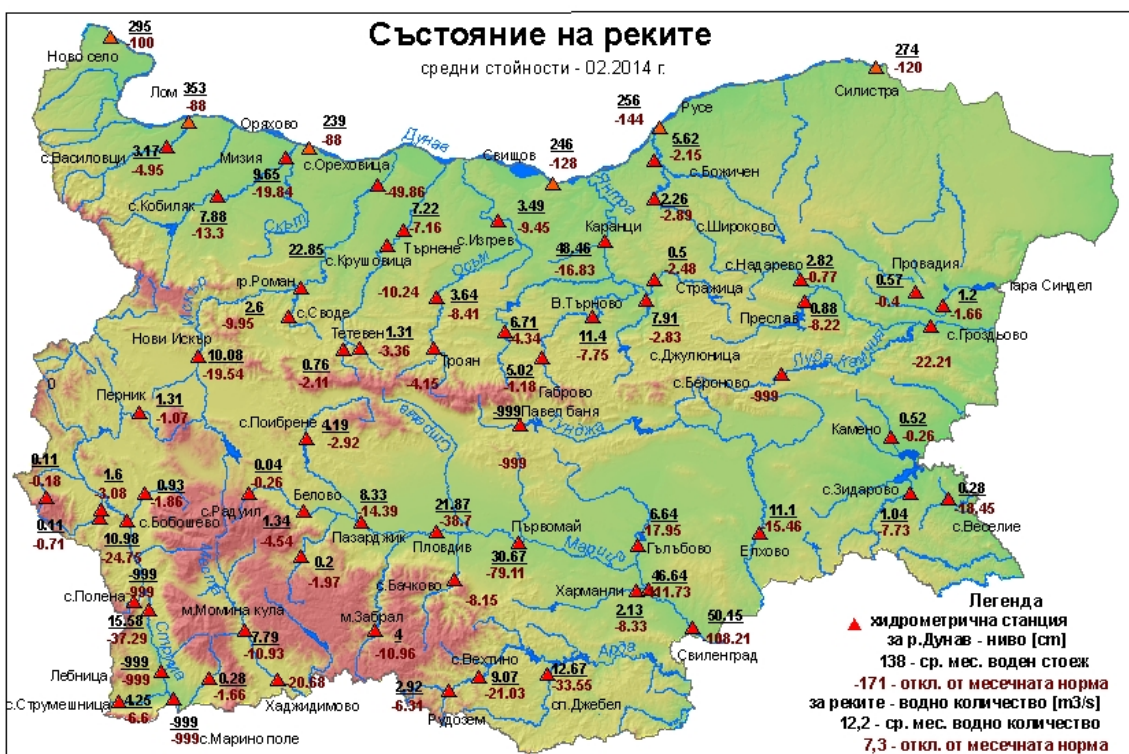 Състояние на реките
средни стойности - 02.2014 г.
295
-100
Ново село
274
-120
Силистра
Лом
353
-88
Оряхово
239
-88
Дунав
Свищов
246
-128
256
-144
Русе
5.62
-2.15
с.Божичен
с.Василовци
3.17
-4.95
Мизия
9.65
-19.84
с.Ореховица
-49.86
с.Кобиляк
7.88
-13.3
Скът
7.22
-7.16
Търнене
с.Крушовица
22.85
3.49
-9.45
с.Изгрев
Осъм
Янтра
Каранци
48.46
-16.83
2.26
-2.89
с.Широково
0.5
-2.48
Стражица
с.Надарево
2.82
-0.77
Провадия
0.57
-0.4
1.2
-1.66
гара Синдел
с.Гроздьово
-22.21
Преслав
0.88
-8.22
гр.Роман
-10.24
3.64
-8.41
В.Търново
11.4
-7.75
7.91
-2.83
с.Джулюница
Луда Камчия
с.Бероново
-999
2.6
-9.95
с.Своде
Искър
Нови Искър
10.08
-19.54
Тетевен
1.31
-3.36
0.76
-2.11
Троян
-4.15
6.71
-4.34
5.02
-1.18
Габрово
Перник
1.31
-1.07
с.Поибрене
4.19
-2.92
Стряма
-999
Павел баня
Тунджа
-999
Камено
0.52
-0.26
0.11
-0.18
0.11
-0.71
1.6
-3.08
0.93
-1.86
с.Бобошево
10.98
-24.75
0.04
-0.26
с.Радуил
Белово
1.34
-4.54
8.33
-14.39
Пазарджик
21.87
-38.7
Пловдив
Първомай
30.67
-79.11
Марица
6.64
-17.95
Гълъбово
11.1
-15.46
Елхово
с.Зидарово
1.04
-7.73
0.28
-18.45
с.Веселие
0.2
-1.97
с.Бачково
-8.15
Харманли
2.13
-8.33
46.64
-11.73
50.15
-108.21
Свиленград
-999
-999
с.Полена
15.58
-37.29
Места
Струма
м.Момина кула
7.79
-10.93
м.Забрал
4
-10.96
Арда
Лебница
-999
-999
0.28
-1.66
-20.68
Хаджидимово
с.Струмешница
4.25
-6.6
-999
-999
с.Марино поле
с.Вехтино
9.07
-21.03
2.92
-6.31
Рудозем
12.67
-33.55
сп.Джебел
Легенда
хидрометрична станция
за р.Дунав - ниво [cm]
138 - ср. мес. воден стоеж
-171 - откл. от месечната норма
за реките - водно количество [m3/s]
12,2 - ср. мес. водно количество
7,3 - откл. от месечната норма